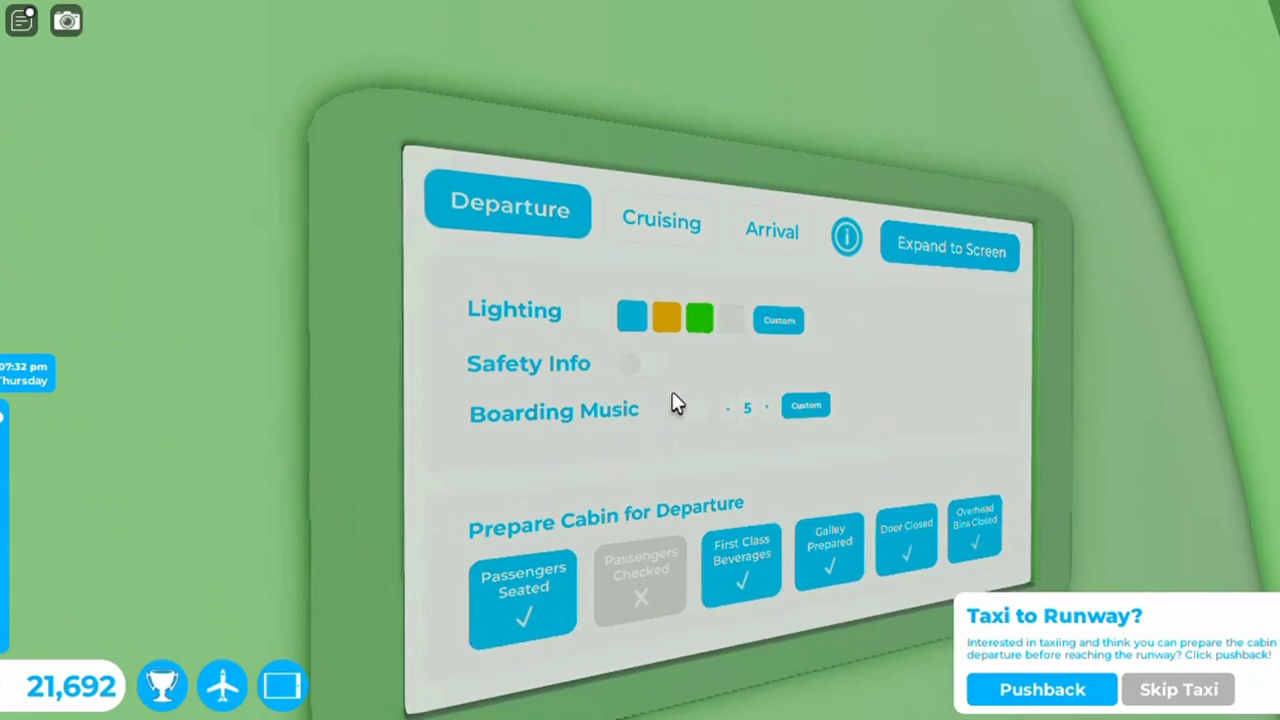 Departure
Cruising
Arrival
Expand to Screen
Lighting
Custom
Safety Info
Boarding Music
- 5 ·
Custom
Prepare Cabin for Departure
Passengers
Seated
✓
Passengers
Checked
X
First Class
Beverages
✓
Galley
Prepared
✓
Door Closed
✓
Overhead
Bins Closed
✓
07:32 pm
Thursday
21,692
Taxi to Runway?
Interested in taxiing and think you can prepare the cabin
departure before reaching the runway? Click pushback!
Pushback
Skip Taxi